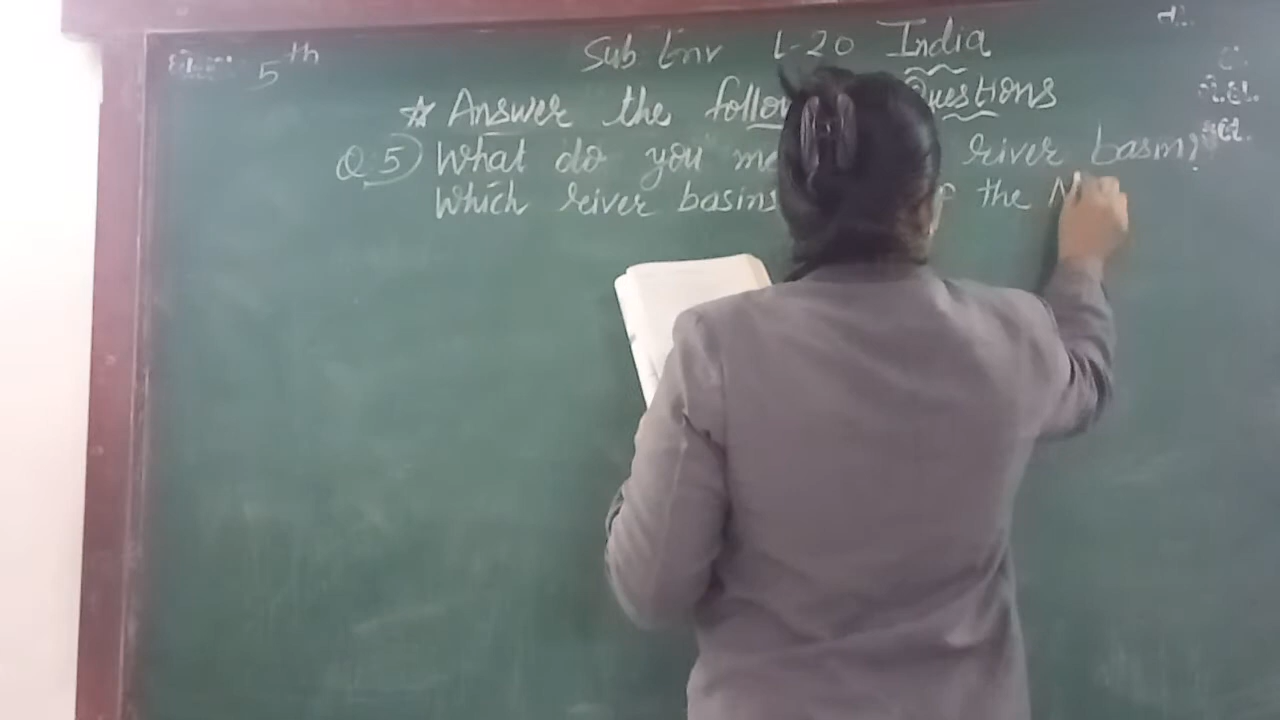 5th
Sub Env L-20 India
☆ Answer the follow Questions
Q.5) What do you me river basin?
Which river basins the N